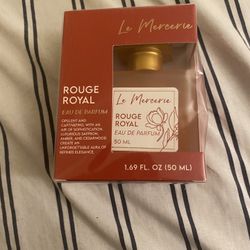 Le Mercerie
ROUGE
ROYAL
EAU DE PARFUM
OPULENT AND
CAPTIVATING, WITH AN
AIR OF SOPHISTICATION.
LUXURIOUS SAFFRON,
AMBER, AND CEDARWOOD
CREATE AN
UNFORGETTABLE AURA OF
REFINED ELEGANCE.
Le Mercerie
ROUGE
ROYAL
EAU DE PARFUM
50 ML
1.69 FL. OZ (50 ML)